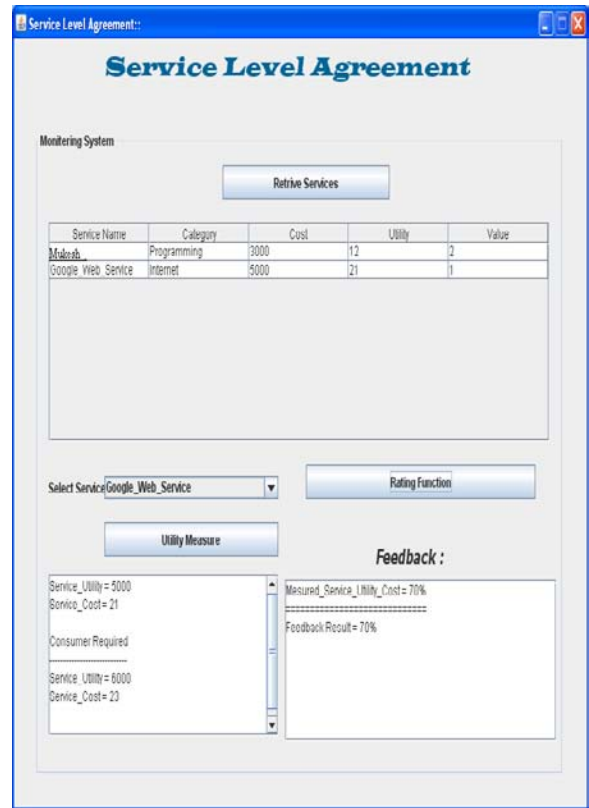 Service Level Agreement::
Service Level Agreement
Monitering System
Retrive Services
Service Name Category Cost Utility Value
Mukesh_ Programming 3000 12 2
Google_Web_Service Internet 5000 21 1
Select Service Google_Web_Service
Rating Function
Utility Measure
Feedback :
Service_Utility = 5000
Service_Cost = 21
Consumer Required
--------------------------
Service_Utility = 6000
Service_Cost = 23
Mesured_Service_Utility_Cost = 70%
============================
Feedback Result = 70%